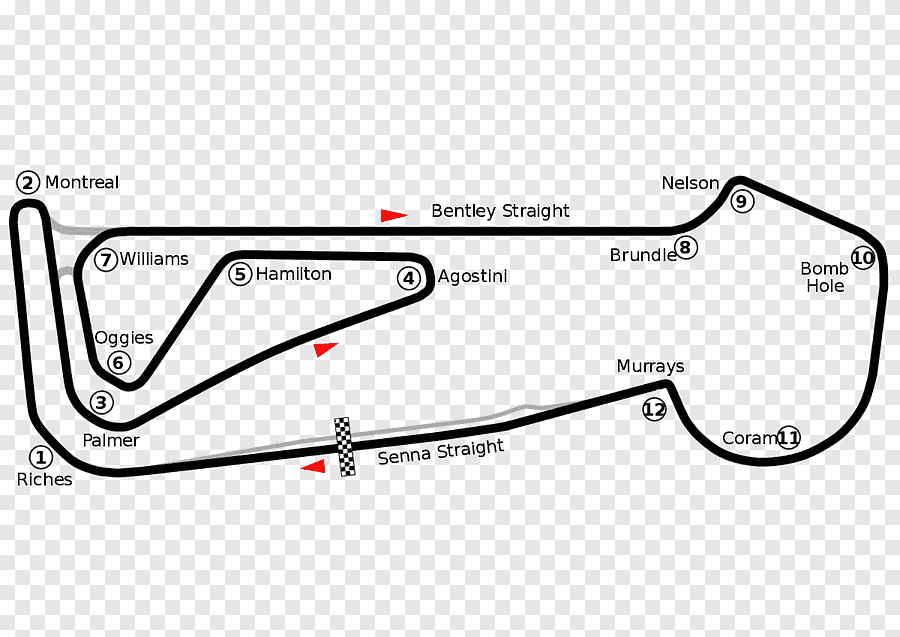 2 Montreal
Nelson
9
Bentley Straight
8
Brundle
7 Williams
10
Bomb
Hole
5 Hamilton
4 Agostini
Oggies
6
Murrays
3
12
Palmer
Coram 11
Senna Straight
1
Riches